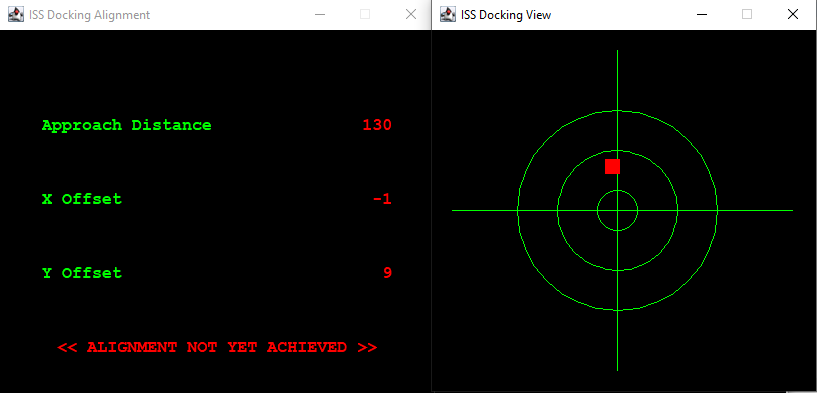 ISS Docking Alignment
Approach Distance 130
X Offset -1
Y Offset 9
<< ALIGNMENT NOT YET ACHIEVED >>
ISS Docking View